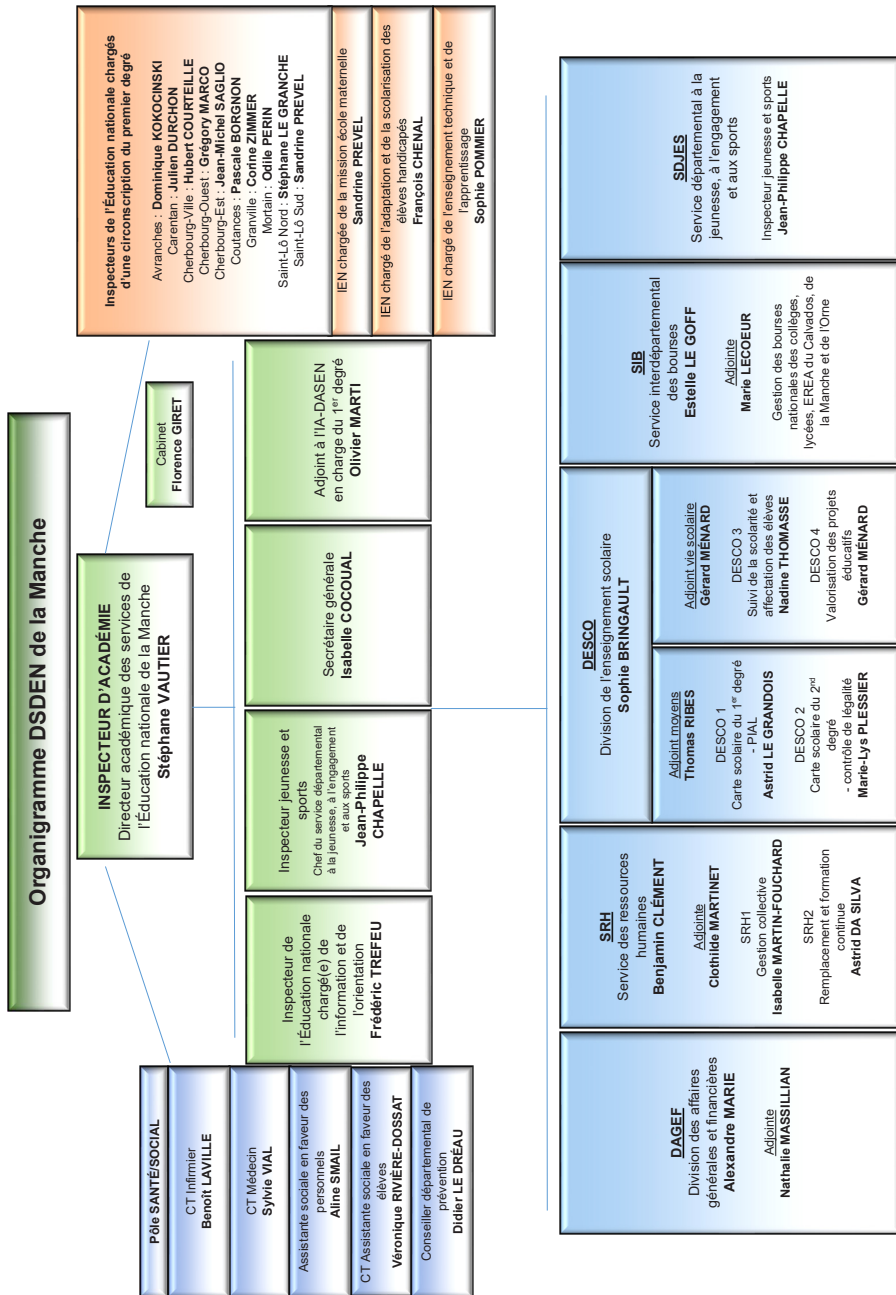 Organigramme DSDEN de la Manche
INSPECTEUR D'ACADÉMIE
Directeur académique des services de
l'Éducation nationale de la Manche
Stéphane VAUTIER
Cabinet
Florence GIRET
Pôle SANTÉ/SOCIAL
CT Infirmier
Benoît LAVILLE
CT Médecin
Sylvie VIAL
Assistante sociale en faveur des
personnels
Aline SMAIL
CT Assistante sociale en faveur des
élèves
Véronique RIVIÈRE-DOSSAT
Conseiller départemental de
prévention
Didier LE DRÉAU
Inspecteur de
l'Éducation nationale
chargé(e) de
l'information et de
l'orientation
Frédéric TREFEU
Inspecteur jeunesse et
sports
Chef du service départemental
à la jeunesse, à l'engagement
et aux sports
Jean-Philippe
CHAPELLE
Secrétaire générale
Isabelle COCOUAL
Adjoint à l'IA-DASEN
en charge du 1er degré
Olivier MARTI
Inspecteurs de l'Éducation nationale chargés
d'une circonscription du premier degré
Avranches : Dominique KOKOCINSKI
Carentan : Julien DURCHON
Cherbourg-Ville : Hubert COURTEILLE
Cherbourg-Ouest : Grégory MARCO
Cherbourg-Est : Jean-Michel SAGLIO
Coutances : Pascale BORGNON
Granville : Corine ZIMMER
Mortain : Odile PERIN
Saint-Lô Nord : Stéphane LE GRANCHE
Saint-Lô Sud : Sandrine PREVEL
IEN chargée de la mission école maternelle
Sandrine PREVEL
IEN chargé de l'adaptation et de la scolarisation des
élèves handicapés
François CHENAL
IEN chargé de l'enseignement technique et de
l'apprentissage
Sophie POMMIER
DAGEF
Division des affaires
générales et financières
Alexandre MARIE
Adjointe
Nathalie MASSILLIAN
SRH
Service des ressources
humaines
Benjamin CLÉMENT
Adjointe
Clothilde MARTINET
SRH1
Gestion collective
Isabelle MARTIN-FOUCHARD
SRH2
Remplacement et formation
continue
Astrid DA SILVA
DESCO
Division de l'enseignement scolaire
Sophie BRINGAULT
Adjoint moyens
Thomas RIBES
DESCO 1
Carte scolaire du 1er degré
- PIAL
Astrid LE GRANDOIS
DESCO 2
Carte scolaire du 2nd
degré
- contrôle de légalité
Marie-Lys PLESSIER
Adjoint vie scolaire
Gérard MÉNARD
DESCO 3
Suivi de la scolarité et
affectation des élèves
Nadine THOMASSE
DESCO 4
Valorisation des projets
éducatifs
Gérard MÉNARD
SIB
Service interdépartemental
des bourses
Estelle LE GOFF
Adjointe
Marie LECOEUR
Gestion des bourses
nationales des collèges,
lycées, EREA du Calvados, de
la Manche et de l'Orne
SDJES
Service départemental à la
jeunesse, à l'engagement
et aux sports
Inspecteur jeunesse et sports
Jean-Philippe CHAPELLE